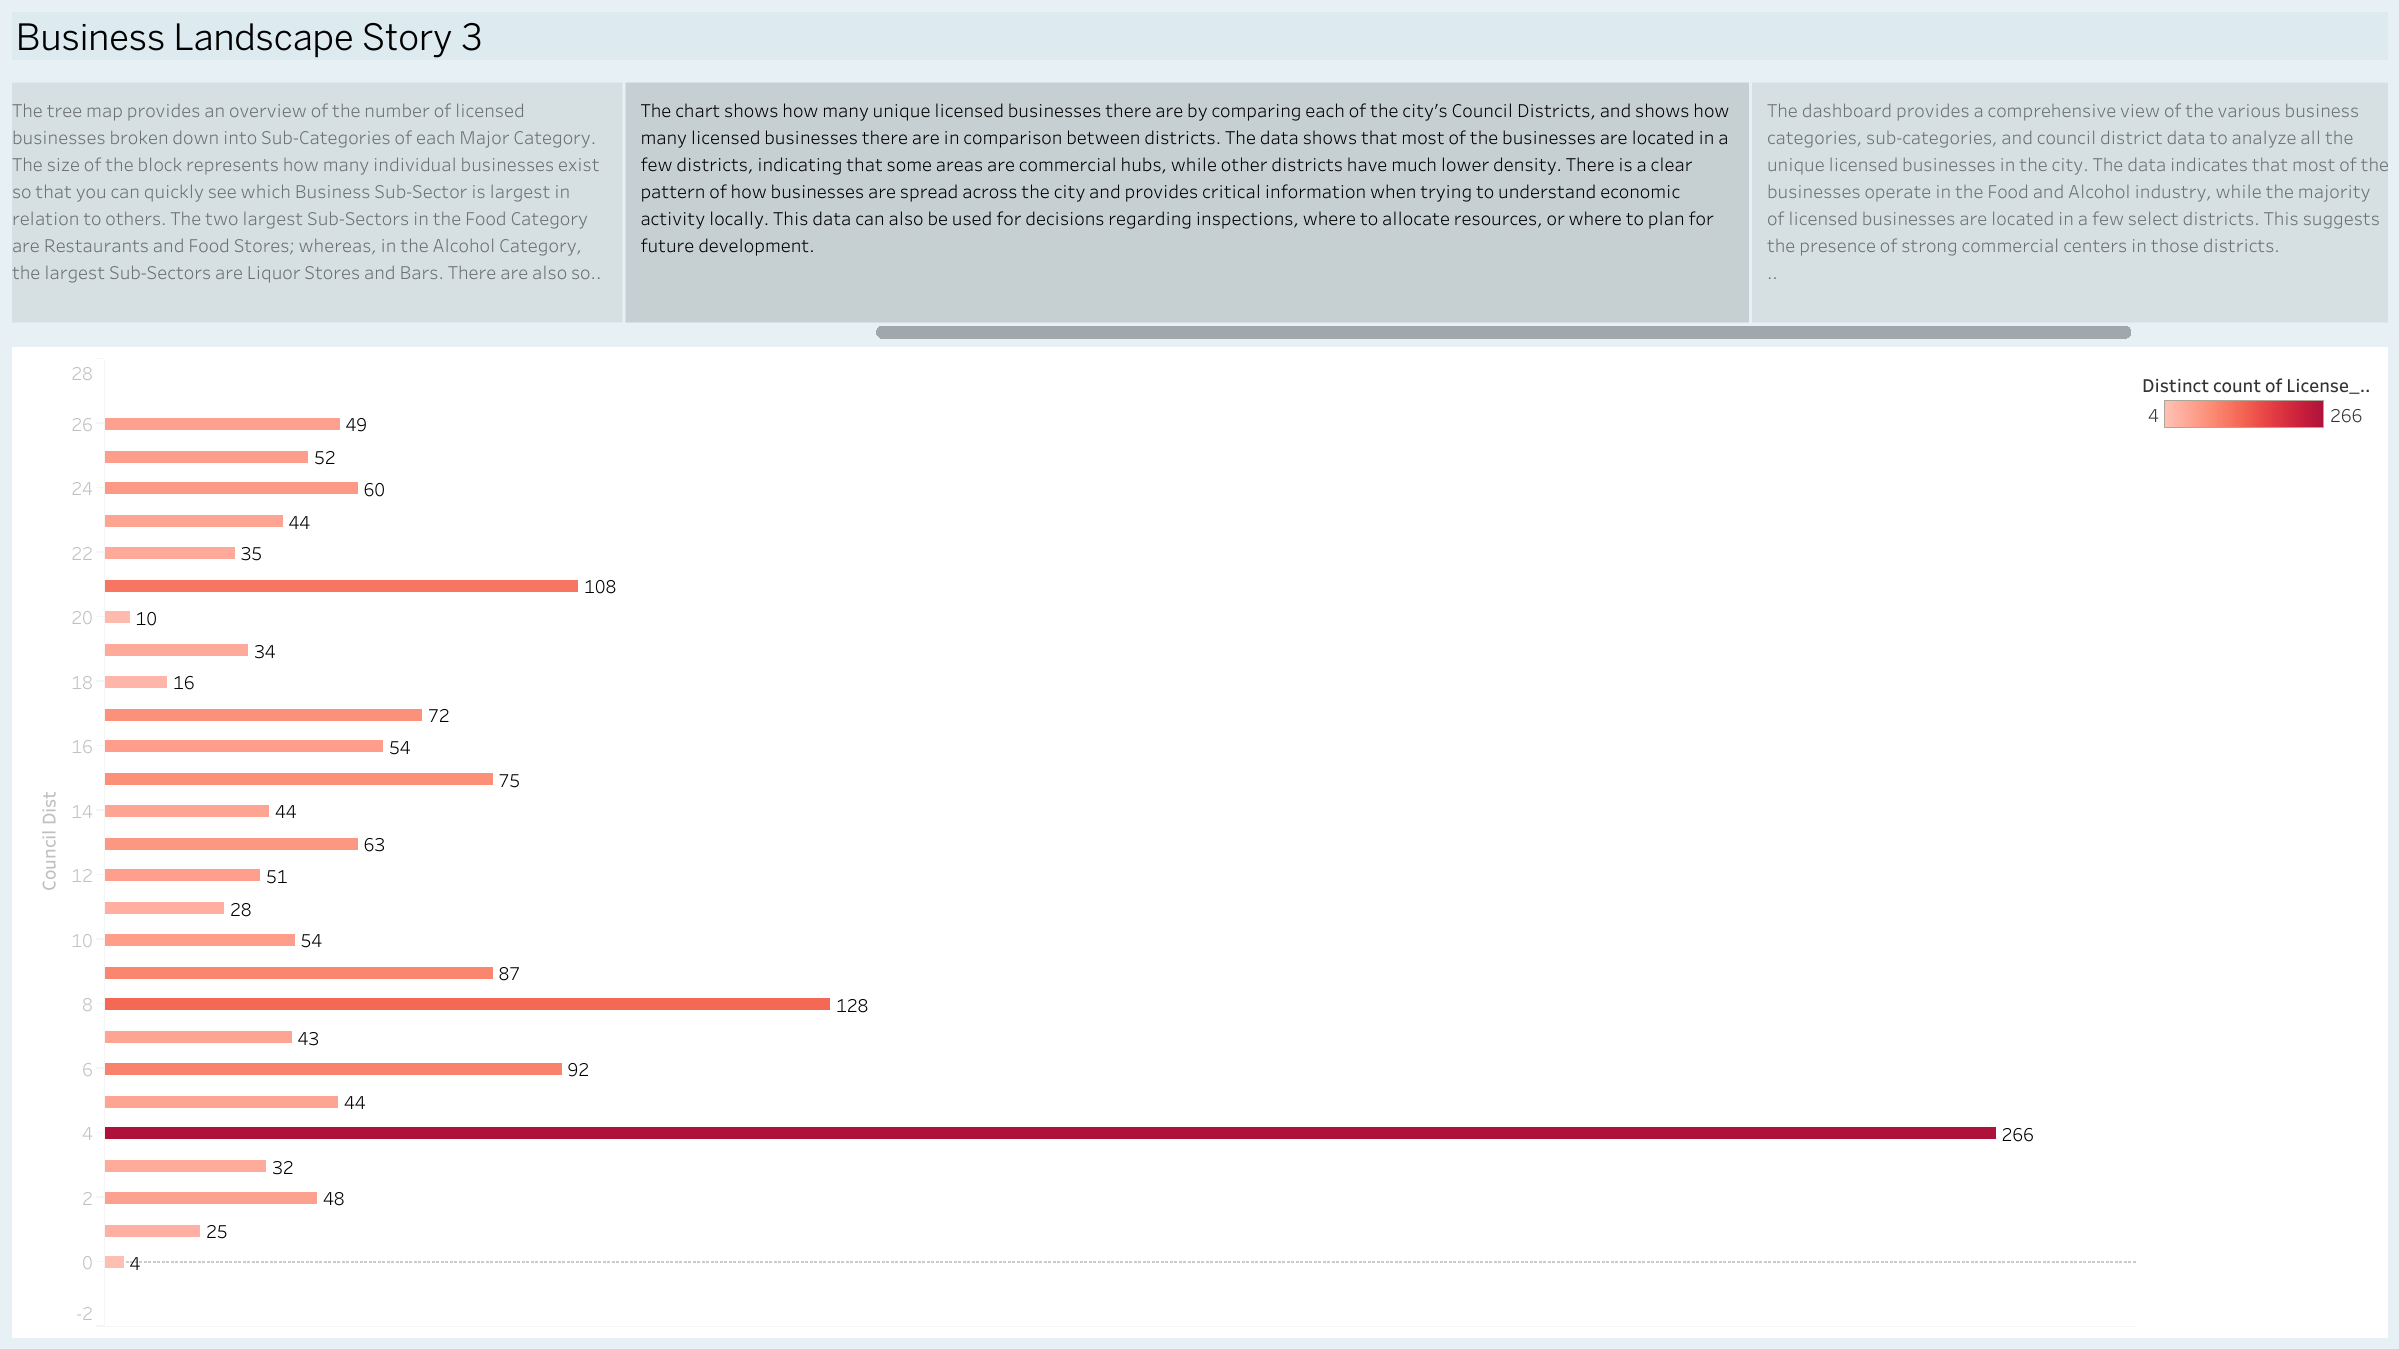 Business Landscape Story 3
The tree map provides an overview of the number of licensed
businesses broken down into Sub-Categories of each Major Category.
The size of the block represents how many individual businesses exist
so that you can quickly see which Business Sub-Sector is largest in
relation to others. The two largest Sub-Sectors in the Food Category
are Restaurants and Food Stores; whereas, in the Alcohol Category,
the largest Sub-Sectors are Liquor Stores and Bars. There are also so..
The chart shows how many unique licensed businesses there are by comparing each of the city's Council Districts, and shows how
many licensed businesses there are in comparison between districts. The data shows that most of the businesses are located in a
few districts, indicating that some areas are commercial hubs, while other districts have much lower density. There is a clear
pattern of how businesses are spread across the city and provides critical information when trying to understand economic
activity locally. This data can also be used for decisions regarding inspections, where to allocate resources, or where to plan for
future development.
The dashboard provides a comprehensive view of the various business
categories, sub-categories, and council district data to analyze all the
unique licensed businesses in the city. The data indicates that most of the
businesses operate in the Food and Alcohol industry, while the majority
of licensed businesses are located in a few select districts. This suggests
the presence of strong commercial centers in those districts.
..
Distinct count of License_..
4 266
Council Dist
28
26 49
52
24 60
44
22 35
108
20 10
34
18 16
72
16 54
75
14 44
63
12 51
28
10 54
87
8 128
43
6 92
44
4 266
32
2 48
25
0 4
-2